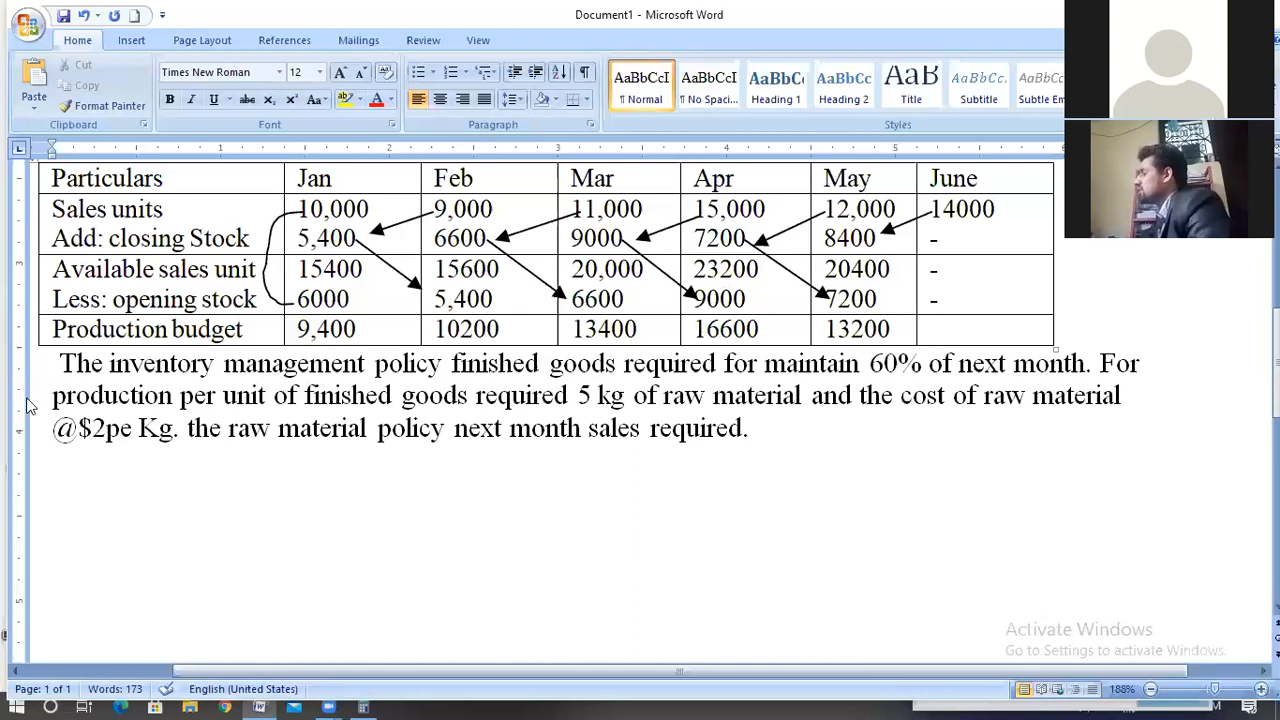 Document1 - Microsoft Word
Home Insert Page Layout References Mailings Review View
Cut
Copy
Format Painter
Paste
Clipboard
Times New Roman 12
Font
Paragraph
AaBbCcI AaBbCcI AaBbC AaBbCc AaB AaBbCc. AaBbCc
¶ Normal ¶ No Spaci... Heading 1 Heading 2 Title Subtitle Subtle Em
Styles
1 2 3 4 5 6
Particulars Jan Feb Mar Apr May June
Sales units 10,000 9,000 11,000 15,000 12,000 14000
Add: closing Stock 5,400 6600 9000 7200 8400 -
Available sales unit 15400 15600 20,000 23200 20400 -
Less: opening stock 6000 5,400 6600 9000 7200 -
Production budget 9,400 10200 13400 16600 13200
The inventory management policy finished goods required for maintain 60% of next month. For
production per unit of finished goods required 5 kg of raw material and the cost of raw material
@$2pe Kg. the raw material policy next month sales required.
Activate Windows
Go to Settings to activate Windows.
Page: 1 of 1 Words: 173 English (United States) 188%